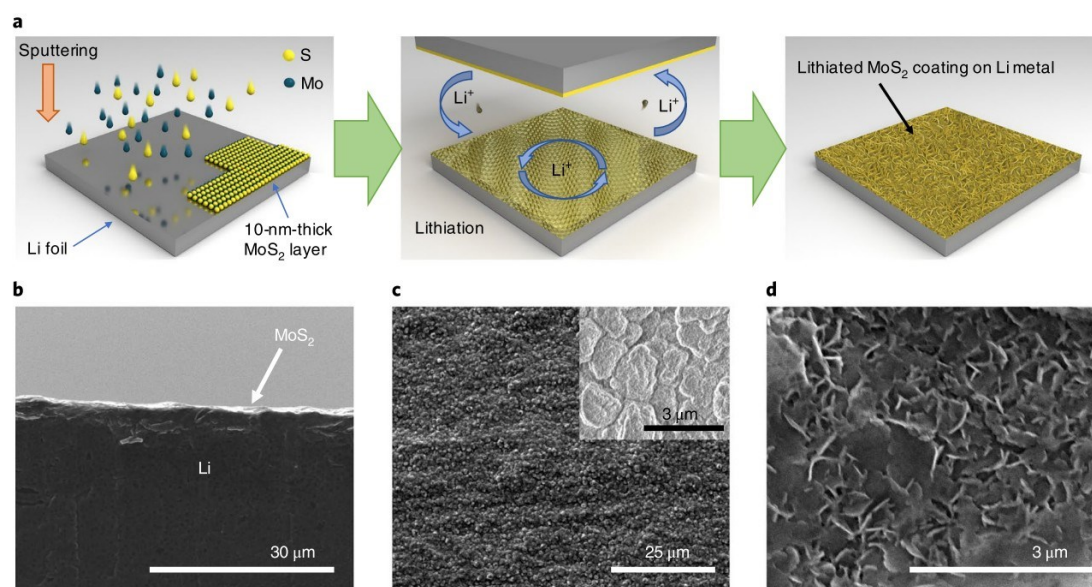 a
Sputtering
S
Mo
Li foil
10-nm-thick
MoS₂ layer
Li⁺
Li⁺
Li⁺
Lithiation
Lithiated MoS₂ coating on Li metal
b
MoS₂
Li
30 μm
c
3 μm
25 μm
d
3 μm